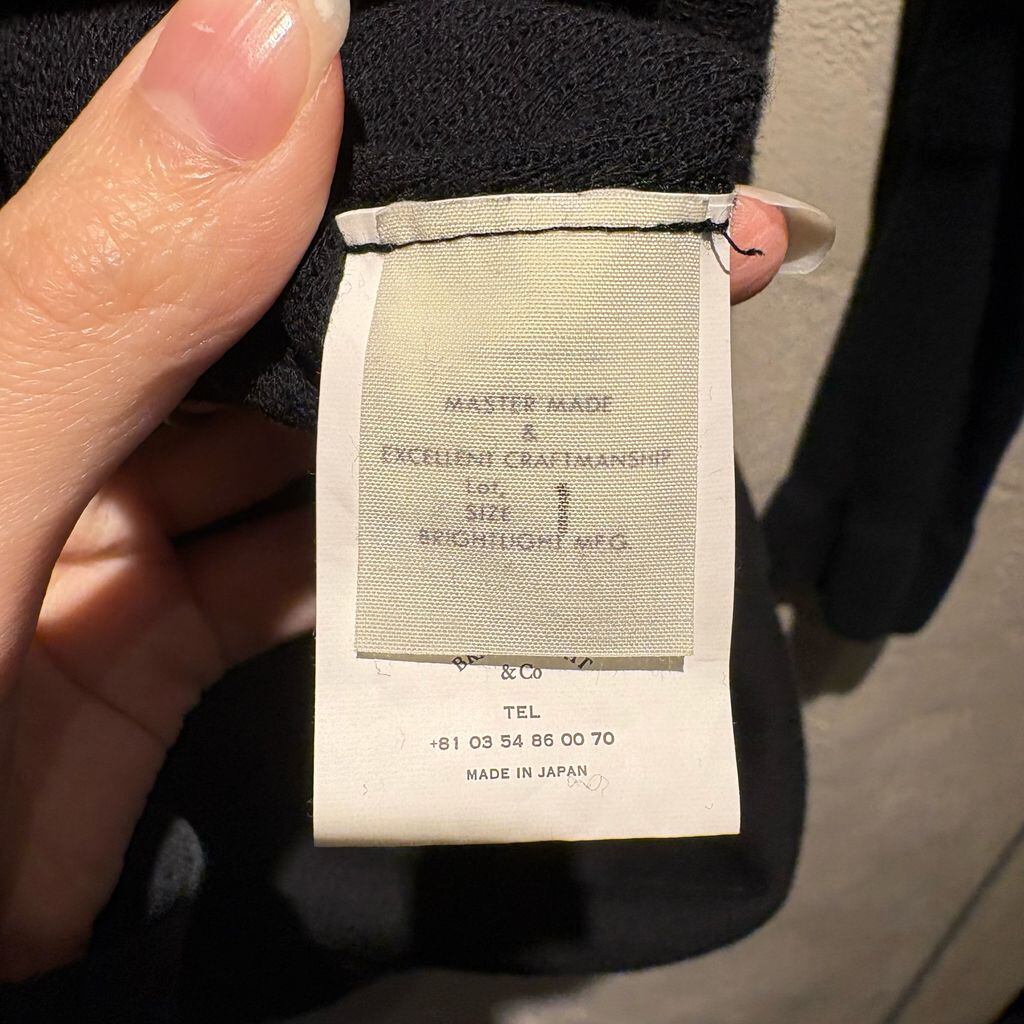 MASTER MADE
&
EXCELLENT CRAFTMANSHIP
Lot.
SIZE 1
BRIGHTLIGHT MFG.
& Co
TEL
+81 03 54 86 00 70
MADE IN JAPAN